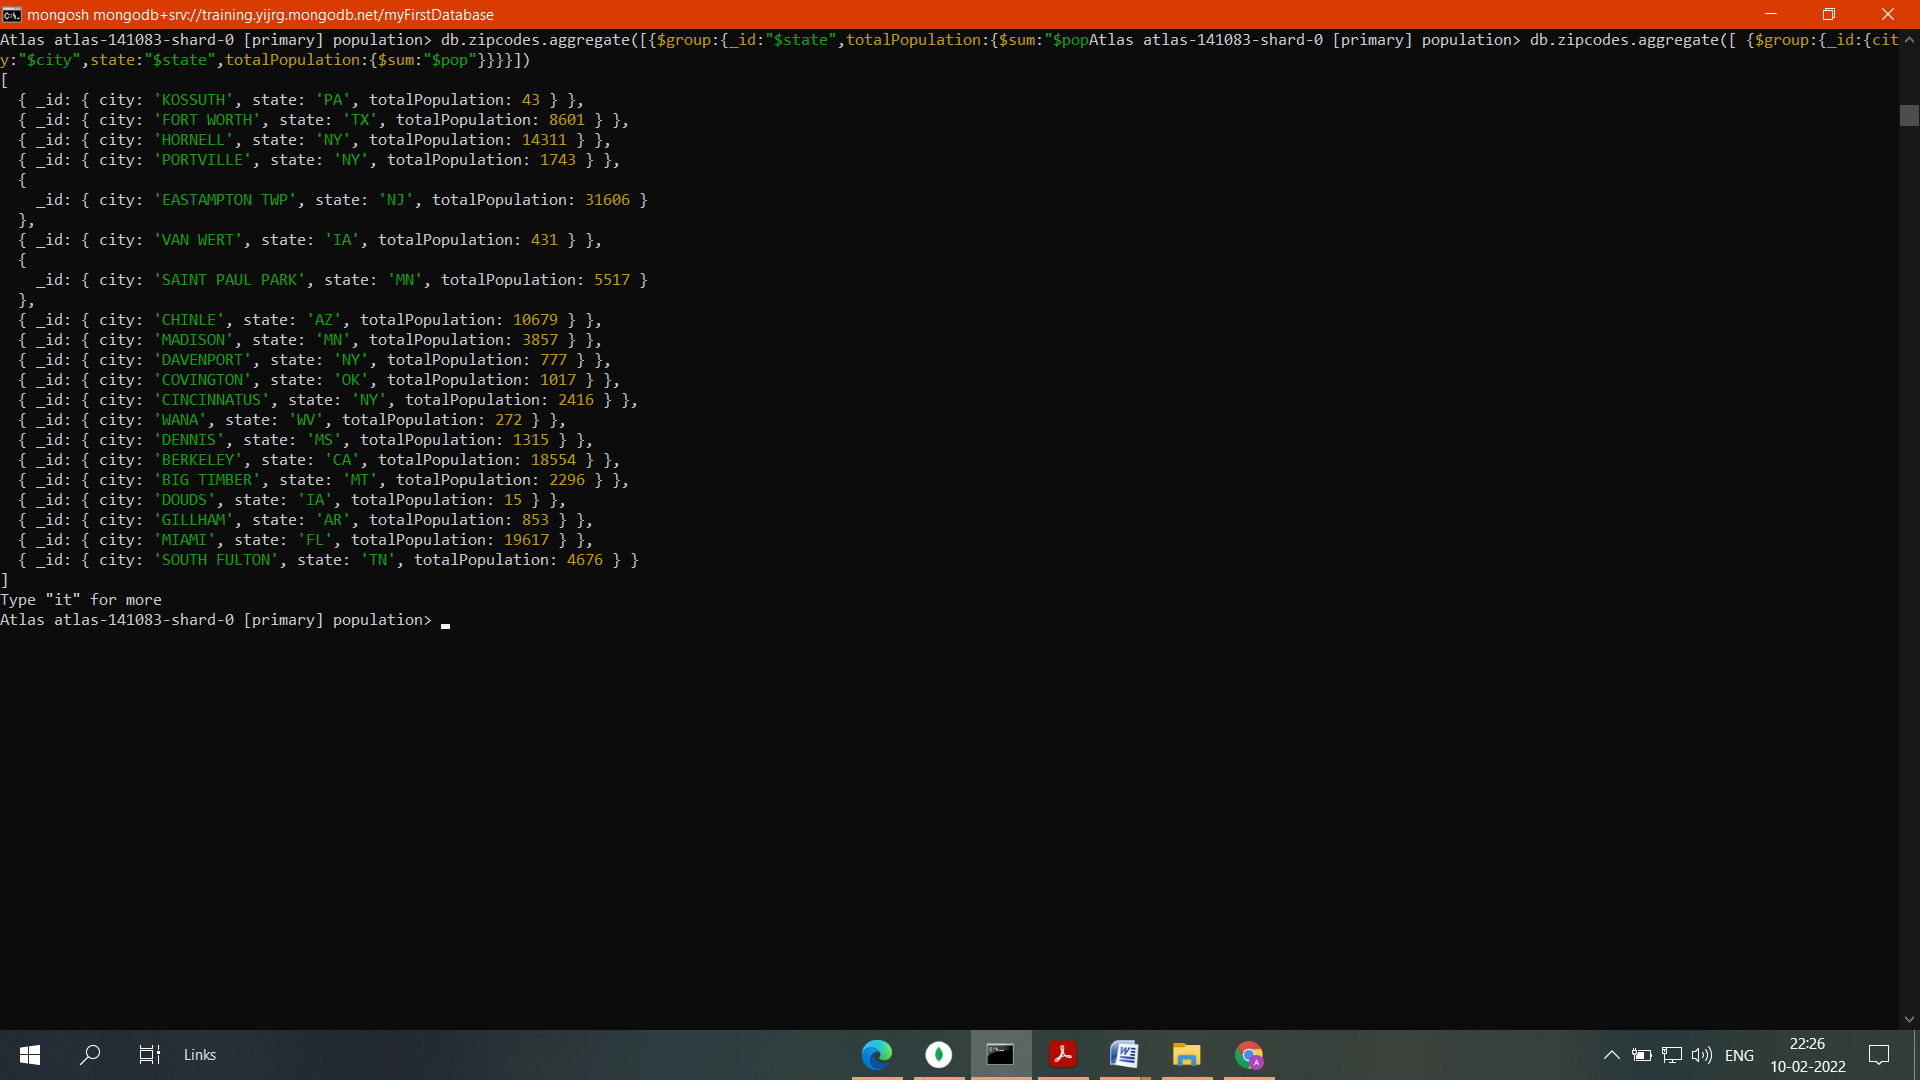 mongosh mongodb+srv://training.yijrg.mongodb.net/myFirstDatabase
Atlas atlas-141083-shard-0 [primary] population> db.zipcodes.aggregate([{$group:{_id:"$state",totalPopulation:{$sum:"$popAtlas atlas-141083-shard-0 [primary] population> db.zipcodes.aggregate([ {$group:{_id:{cit
y:"$city",state:"$state",totalPopulation:{$sum:"$pop"}}}}])
[
  { _id: { city: 'KOSSUTH', state: 'PA', totalPopulation: 43 } },
  { _id: { city: 'FORT WORTH', state: 'TX', totalPopulation: 8601 } },
  { _id: { city: 'HORNELL', state: 'NY', totalPopulation: 14311 } },
  { _id: { city: 'PORTVILLE', state: 'NY', totalPopulation: 1743 } },
  {
    _id: { city: 'EASTAMPTON TWP', state: 'NJ', totalPopulation: 31606 }
  },
  { _id: { city: 'VAN WERT', state: 'IA', totalPopulation: 431 } },
  {
    _id: { city: 'SAINT PAUL PARK', state: 'MN', totalPopulation: 5517 }
  },
  { _id: { city: 'CHINLE', state: 'AZ', totalPopulation: 10679 } },
  { _id: { city: 'MADISON', state: 'MN', totalPopulation: 3857 } },
  { _id: { city: 'DAVENPORT', state: 'NY', totalPopulation: 777 } },
  { _id: { city: 'COVINGTON', state: 'OK', totalPopulation: 1017 } },
  { _id: { city: 'CINCINNATUS', state: 'NY', totalPopulation: 2416 } },
  { _id: { city: 'WANA', state: 'WV', totalPopulation: 272 } },
  { _id: { city: 'DENNIS', state: 'MS', totalPopulation: 1315 } },
  { _id: { city: 'BERKELEY', state: 'CA', totalPopulation: 18554 } },
  { _id: { city: 'BIG TIMBER', state: 'MT', totalPopulation: 2296 } },
  { _id: { city: 'DOUDS', state: 'IA', totalPopulation: 15 } },
  { _id: { city: 'GILLHAM', state: 'AR', totalPopulation: 853 } },
  { _id: { city: 'MIAMI', state: 'FL', totalPopulation: 19617 } },
  { _id: { city: 'SOUTH FULTON', state: 'TN', totalPopulation: 4676 } }
]
Type "it" for more
Atlas atlas-141083-shard-0 [primary] population>
Links
ENG
22:26
10-02-2022